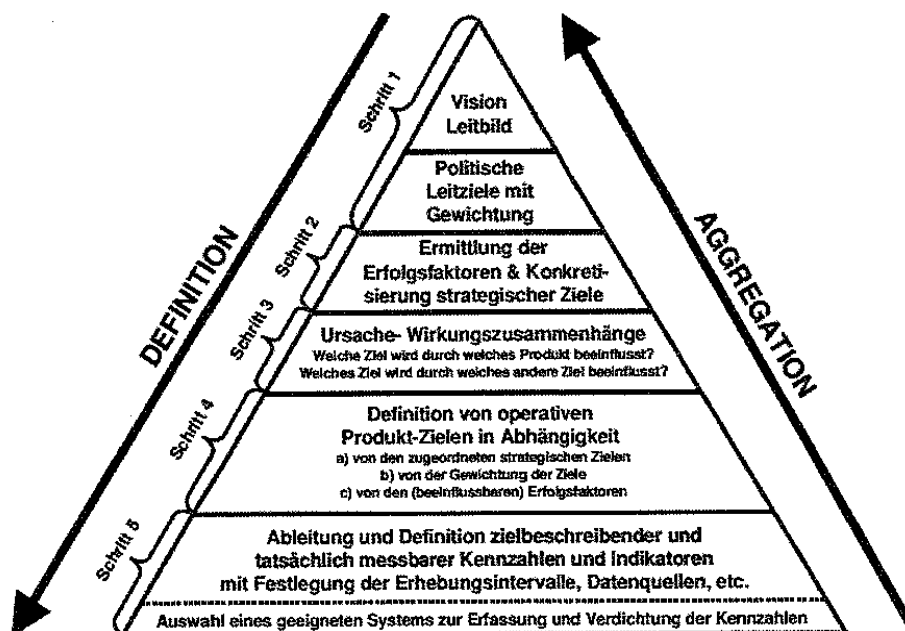 Schritt 1
Schritt 2
Schritt 3
Schritt 4
Schritt 5
DEFINITION
Vision
Leitbild
Politische
Leitziele mit
Gewichtung
Ermittlung der
Erfolgsfaktoren & Konkreti-
sierung strategischer Ziele
Ursache- Wirkungszusammenhänge
Welche Ziel wird durch welches Produkt beeinflusst?
Welches Ziel wird durch welches andere Ziel beeinflusst?
Definition von operativen
Produkt-Zielen in Abhängigkeit
a) von den zugeordneten strategischen Zielen
b) von der Gewichtung der Ziele
c) von den (beeinflussbaren) Erfolgsfaktoren
Ableitung und Definition zielbeschreibender und
tatsächlich messbarer Kennzahlen und Indikatoren
mit Festlegung der Erhebungsintervalle, Datenquellen, etc.
Auswahl eines geeigneten Systems zur Erfassung und Verdichtung der Kennzahlen
AGGREGATION